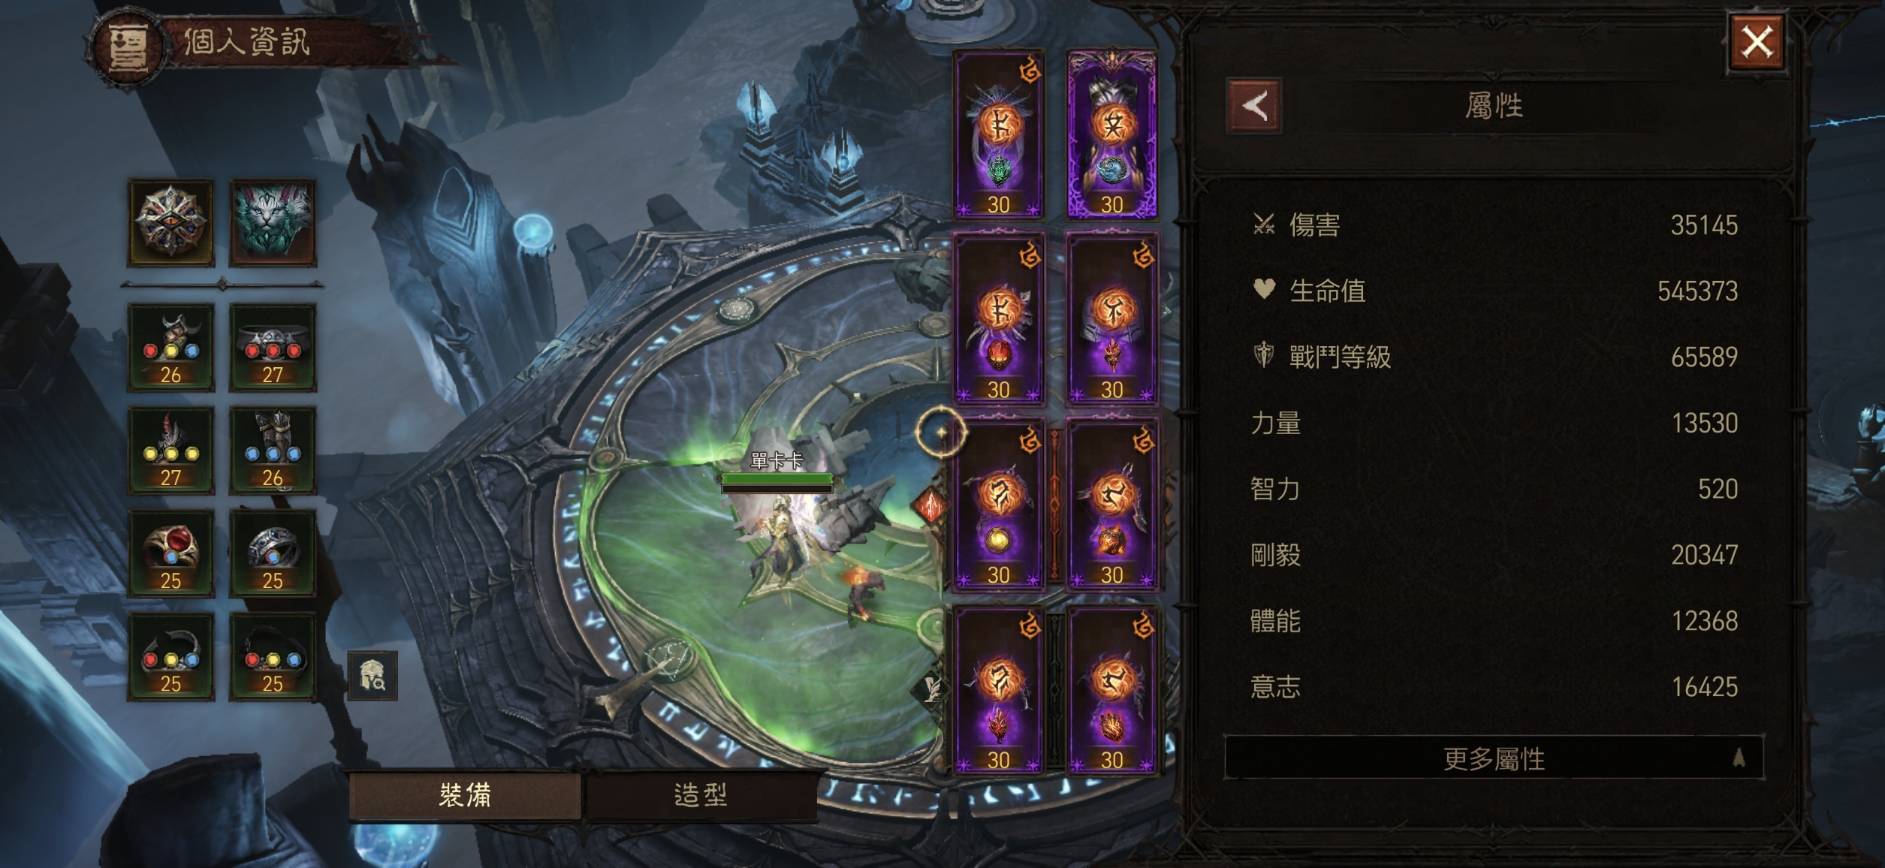 個人資訊
30
30
26
27
30
30
27
26
30
30
25
25
30
30
25
25
單卡卡
裝備
造型
屬性
傷害 35145
生命值 545373
戰鬥等級 65589
力量 13530
智力 520
剛毅 20347
體能 12368
意志 16425
更多屬性